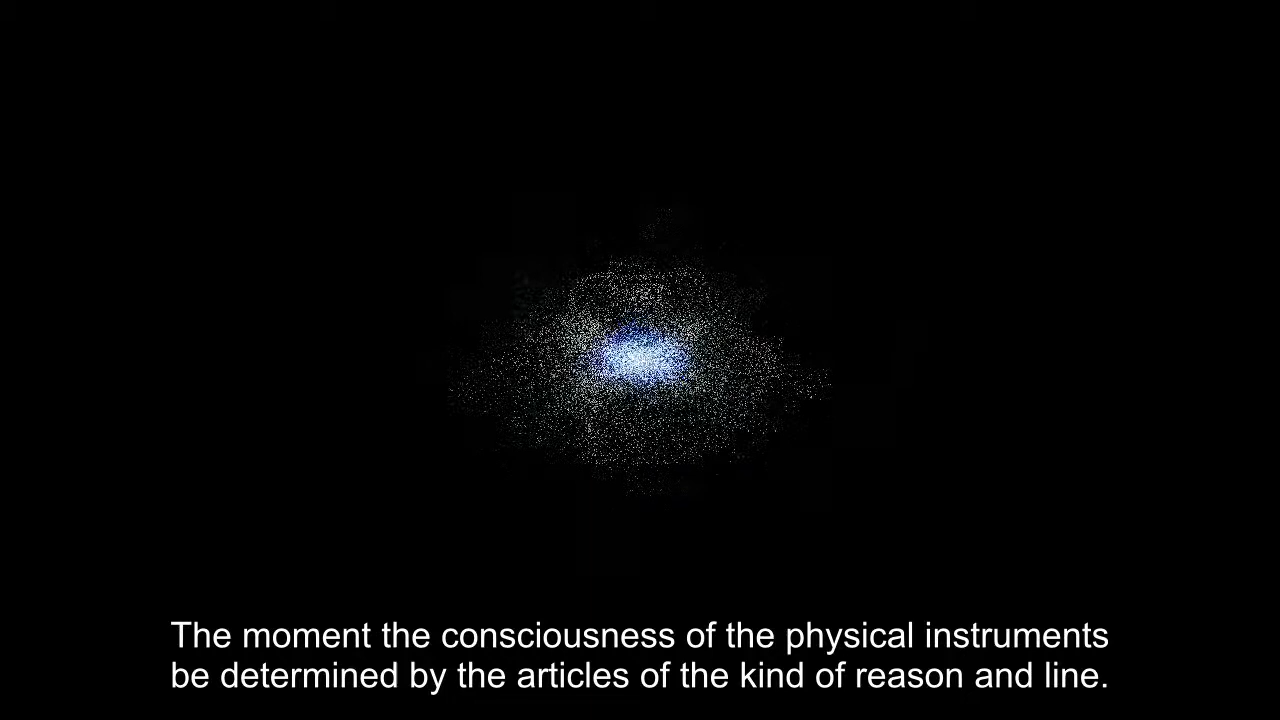 The moment the consciousness of the physical instruments
be determined by the articles of the kind of reason and line.